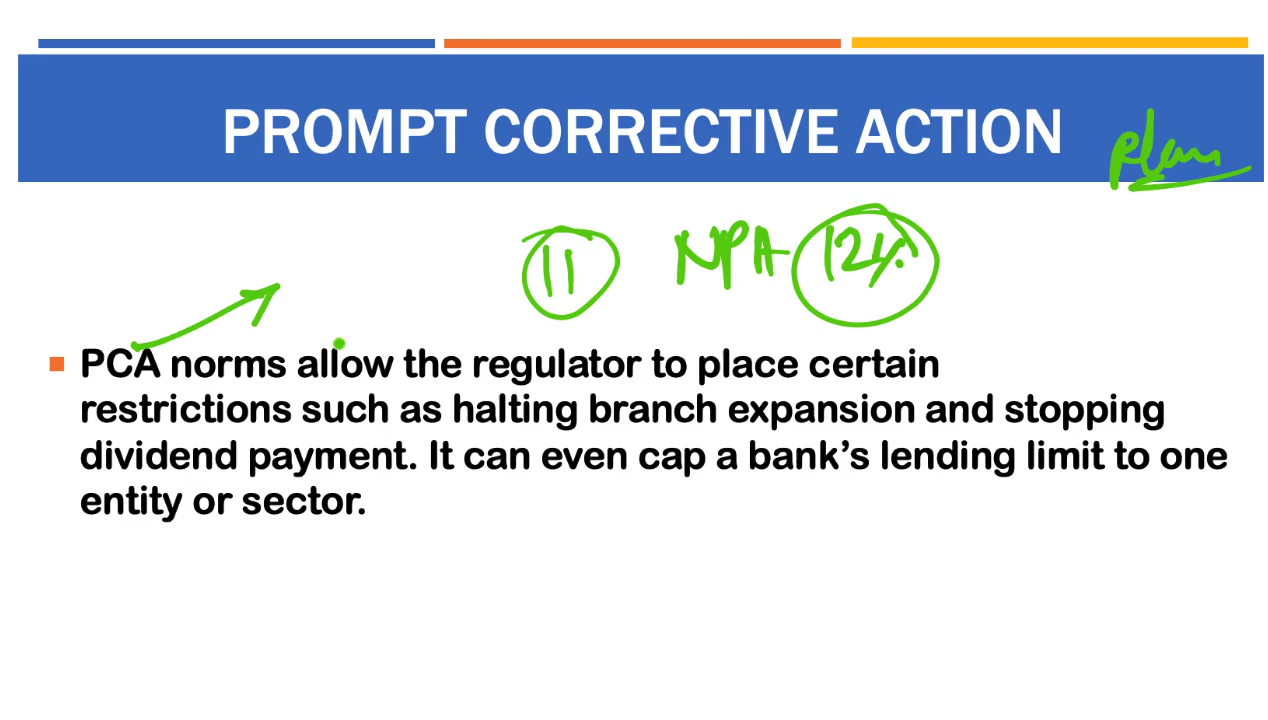 PROMPT CORRECTIVE ACTION
Plan
11 NPA 12%
PCA norms allow the regulator to place certain
restrictions such as halting branch expansion and stopping
dividend payment. It can even cap a bank’s lending limit to one
entity or sector.